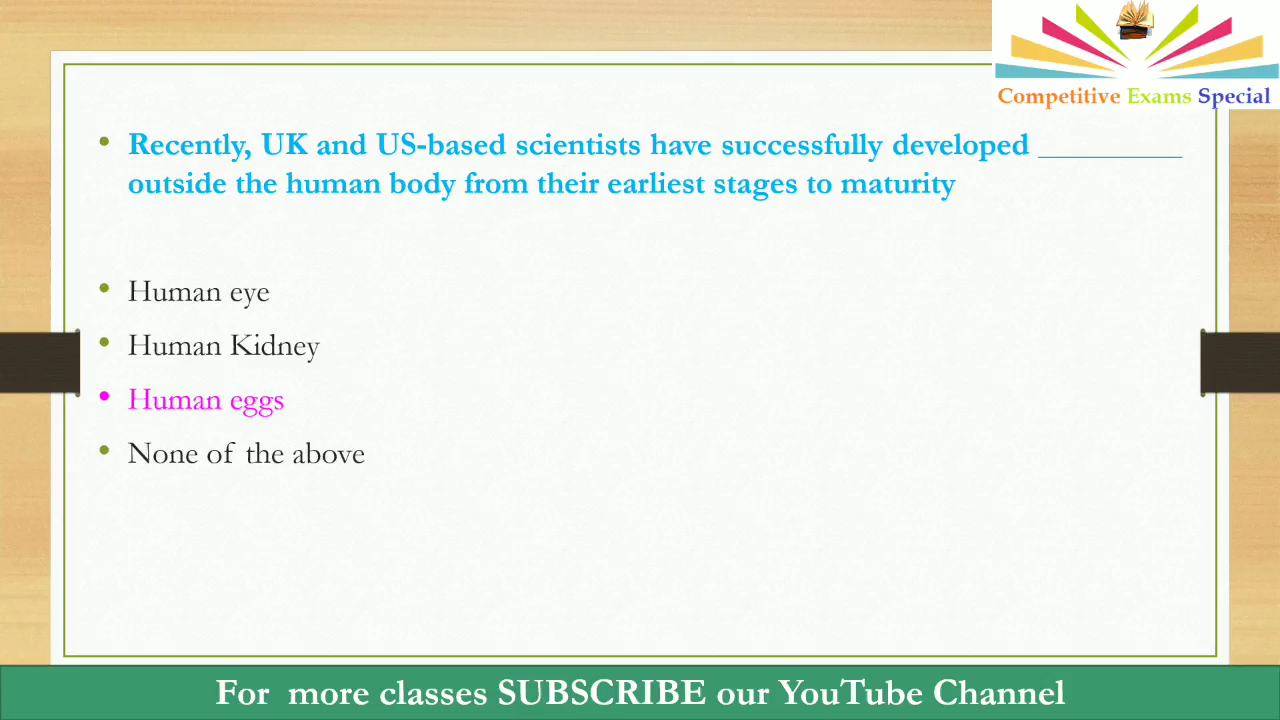 Competitive Exams Special
• Recently, UK and US-based scientists have successfully developed __________
outside the human body from their earliest stages to maturity
• Human eye
• Human Kidney
• Human eggs
• None of the above
For more classes SUBSCRIBE our YouTube Channel